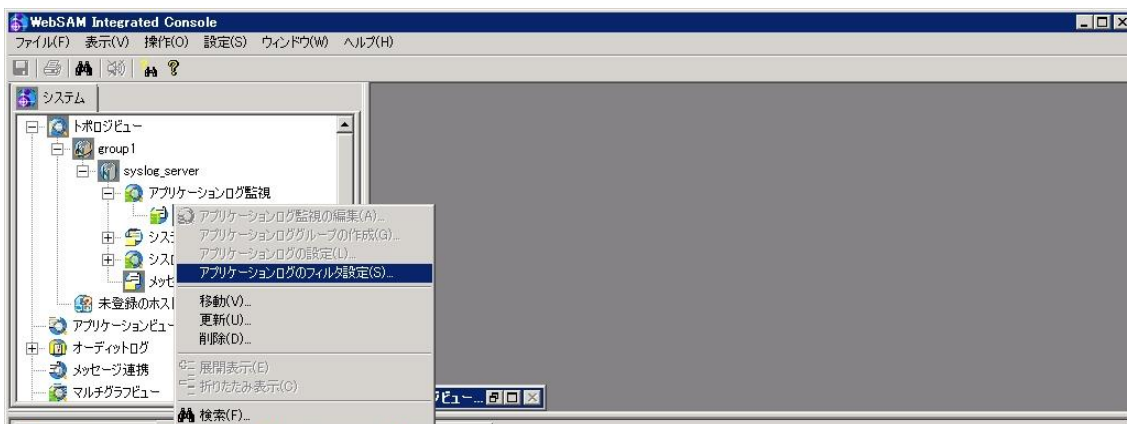 WebSAM Integrated Console
ファイル(F) 表示(V) 操作(O) 設定(S) ウィンドウ(W) ヘルプ(H)
システム
トポロジビュー
group1
syslog_server
アプリケーションログ監視
アプリケーションログ監視の編集(A)...
アプリケーションロググループの作成(G)...
シス
アプリケーションログの設定(L)...
スロ
アプリケーションログのフィルタ設定(S)...
メッセ
未登録のホス
移動(V)...
アプリケーションビュー
更新(U)...
削除(D)...
オーディットログ
メッセージ連携
展開表示(E)
マルチグラフビュー
折りたたみ表示(C)
ジビュー...
検索(F)...